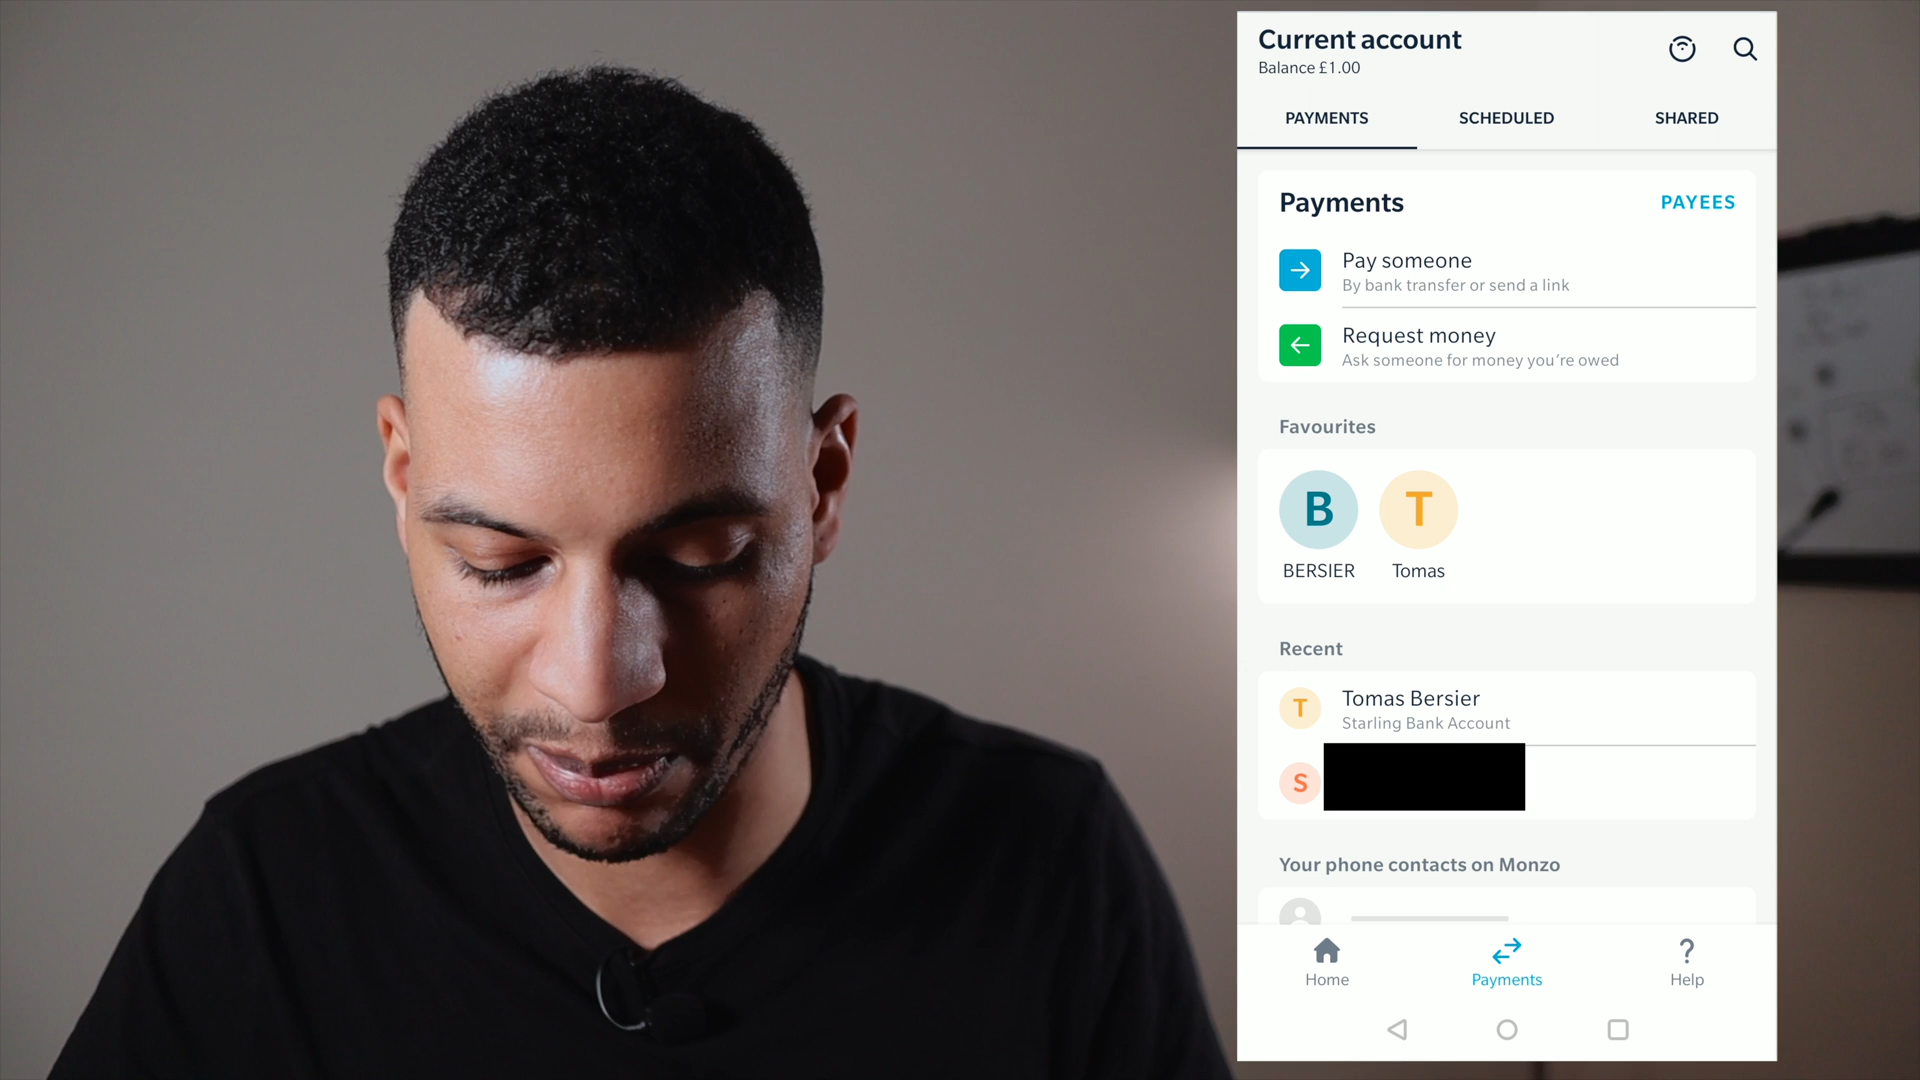 Current account
Balance £1.00
PAYMENTS SCHEDULED SHARED
Payments PAYEES
Pay someone
By bank transfer or send a link
Request money
Ask someone for money you're owed
Favourites
B T
BERSIER Tomas
Recent
T Tomas Bersier
Starling Bank Account
S
Your phone contacts on Monzo
Home Payments Help